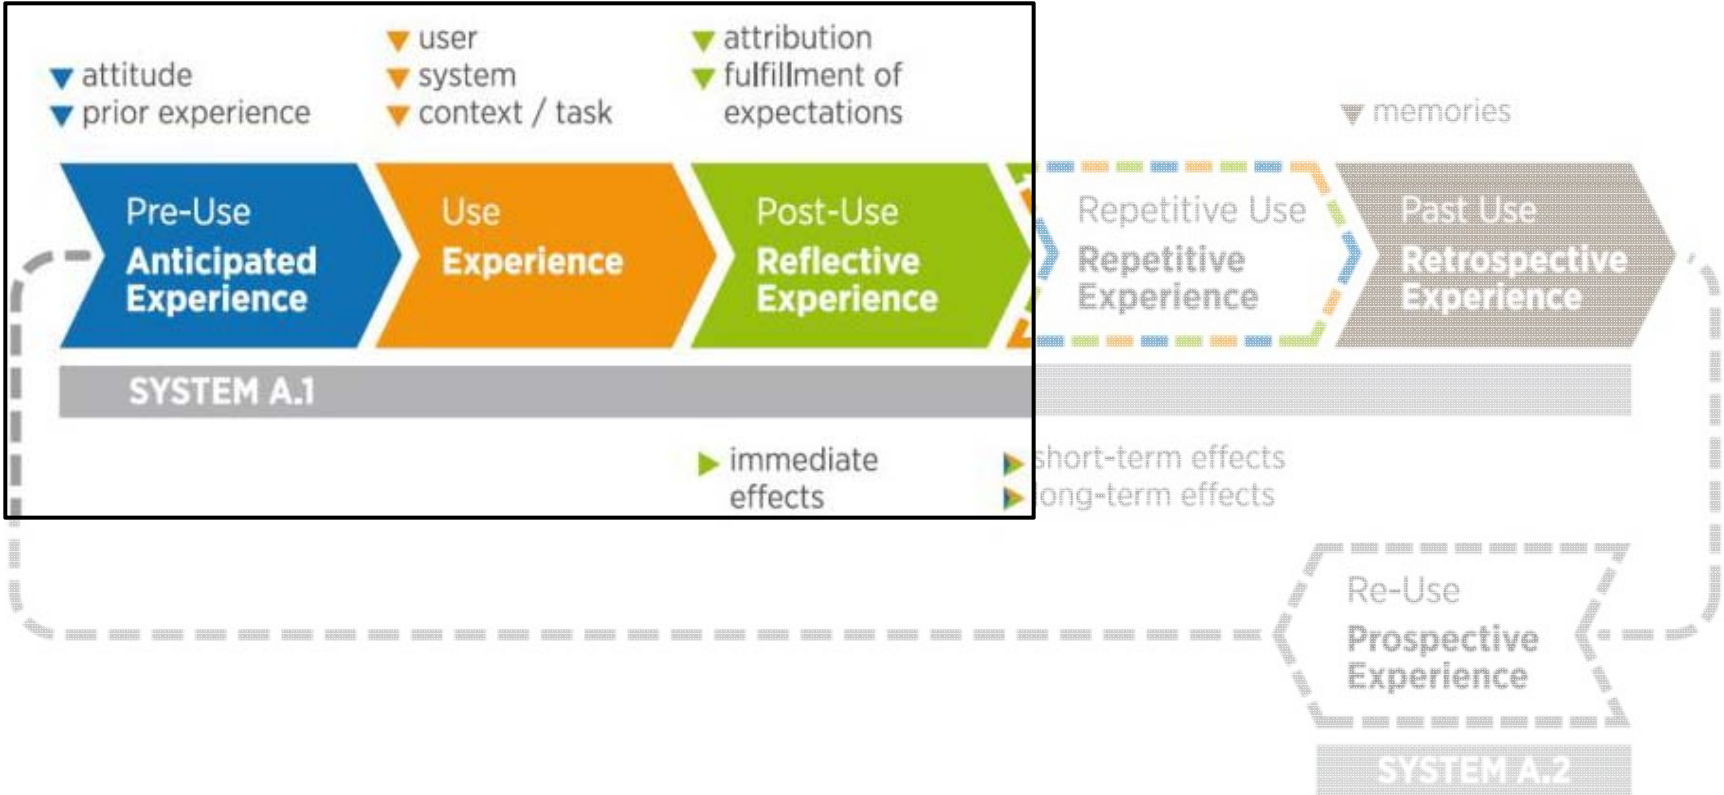 attitude
prior experience
user
system
context / task
attribution
fulfillment of
expectations
memories
Pre-Use
Anticipated
Experience
Use
Experience
Post-Use
Reflective
Experience
Repetitive Use
Repetitive
Experience
Past Use
Retrospective
Experience
SYSTEM A.1
immediate
effects
short-term effects
long-term effects
Re-Use
Prospective
Experience
SYSTEM A.2